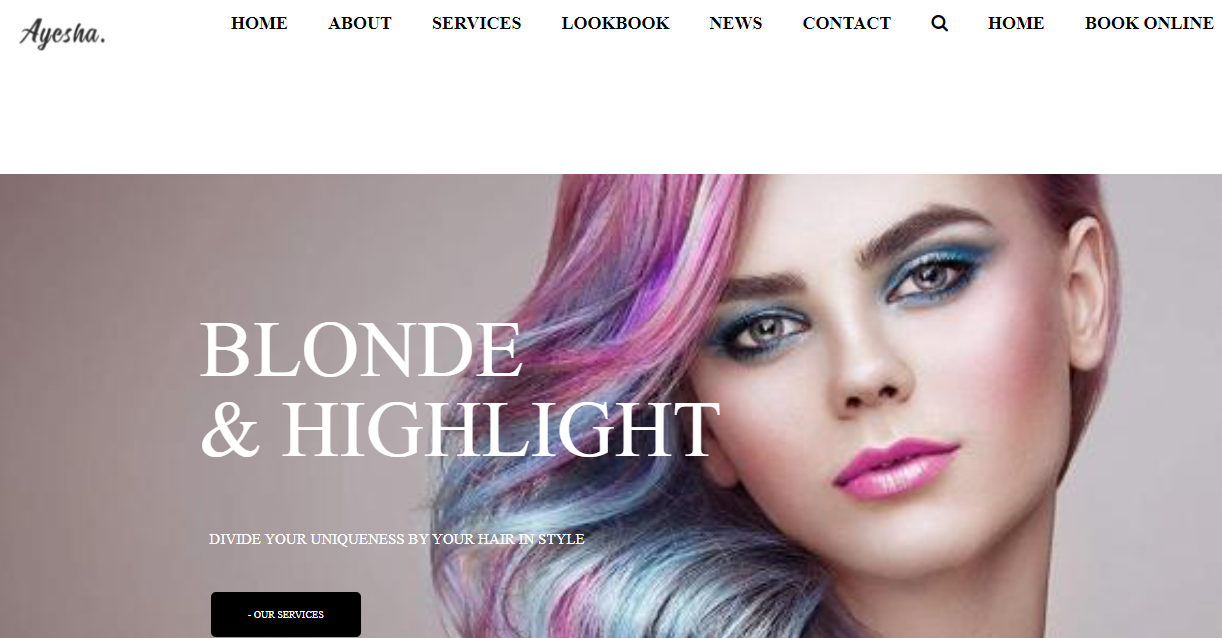 Ayesha.
HOME ABOUT SERVICES LOOKBOOK NEWS CONTACT HOME BOOK ONLINE
BLONDE
& HIGHLIGHT
DIVIDE YOUR UNIQUENESS BY YOUR HAIR IN STYLE
- OUR SERVICES